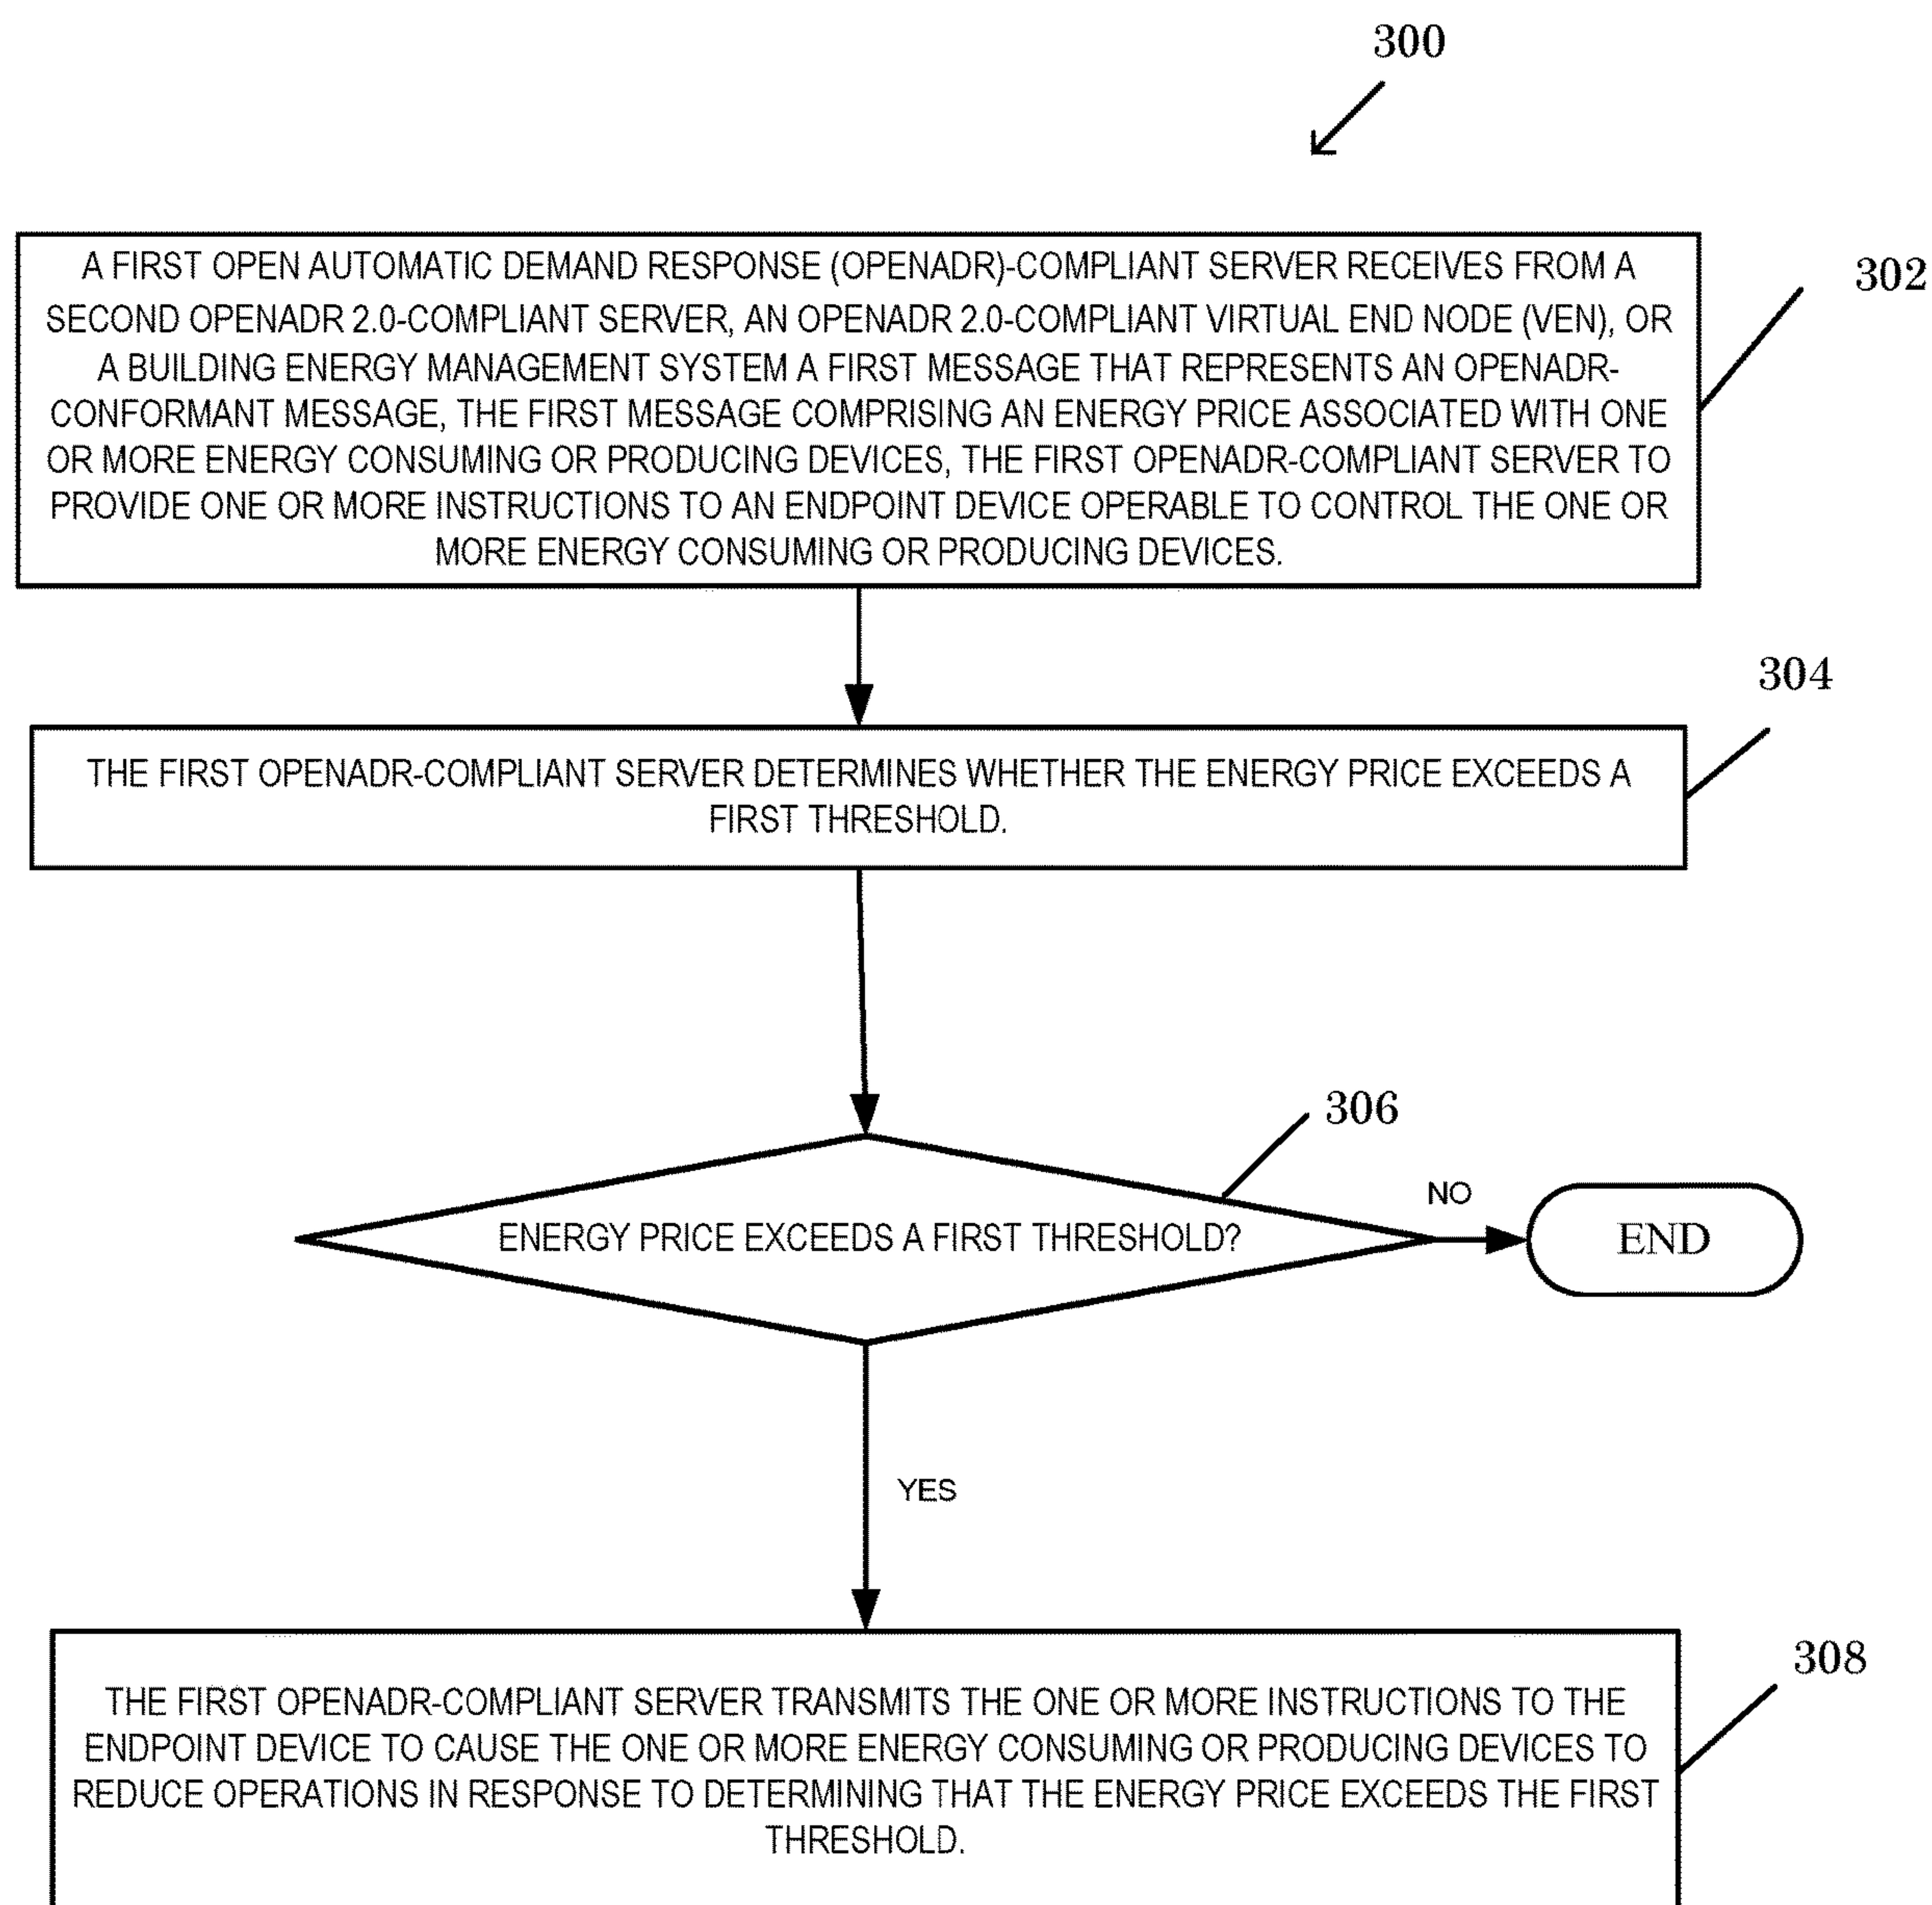 300
A FIRST OPEN AUTOMATIC DEMAND RESPONSE (OPENADR)-COMPLIANT SERVER RECEIVES FROM A
SECOND OPENADR 2.0-COMPLIANT SERVER, AN OPENADR 2.0-COMPLIANT VIRTUAL END NODE (VEN), OR
A BUILDING ENERGY MANAGEMENT SYSTEM A FIRST MESSAGE THAT REPRESENTS AN OPENADR-
CONFORMANT MESSAGE, THE FIRST MESSAGE COMPRISING AN ENERGY PRICE ASSOCIATED WITH ONE
OR MORE ENERGY CONSUMING OR PRODUCING DEVICES, THE FIRST OPENADR-COMPLIANT SERVER TO
PROVIDE ONE OR MORE INSTRUCTIONS TO AN ENDPOINT DEVICE OPERABLE TO CONTROL THE ONE OR
MORE ENERGY CONSUMING OR PRODUCING DEVICES.
302
304
THE FIRST OPENADR-COMPLIANT SERVER DETERMINES WHETHER THE ENERGY PRICE EXCEEDS A
FIRST THRESHOLD.
306
ENERGY PRICE EXCEEDS A FIRST THRESHOLD?
NO
END
YES
308
THE FIRST OPENADR-COMPLIANT SERVER TRANSMITS THE ONE OR MORE INSTRUCTIONS TO THE
ENDPOINT DEVICE TO CAUSE THE ONE OR MORE ENERGY CONSUMING OR PRODUCING DEVICES TO
REDUCE OPERATIONS IN RESPONSE TO DETERMINING THAT THE ENERGY PRICE EXCEEDS THE FIRST
THRESHOLD.